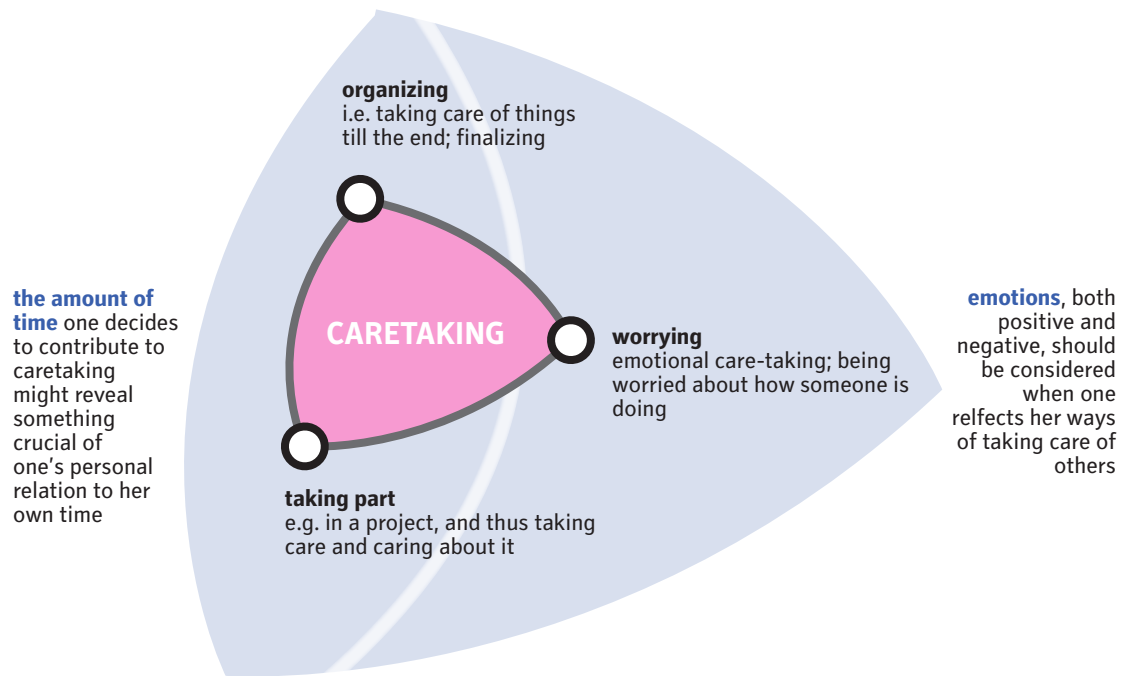 organizing
i.e. taking care of things
till the end; finalizing
the amount of
time one decides
to contribute to
caretaking
might reveal
something
crucial of
one's personal
relation to her
own time
CARETAKING
worrying
emotional care-taking; being
worried about how someone is
doing
emotions, both
positive and
negative, should
be considered
when one
relfects her ways
of taking care of
others
taking part
e.g. in a project, and thus taking
care and caring about it